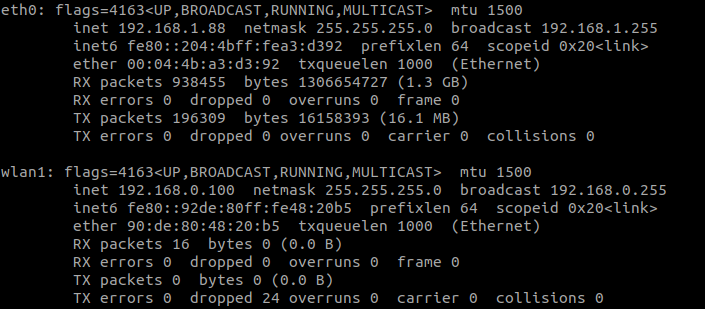 eth0: flags=4163<UP,BROADCAST,RUNNING,MULTICAST>  mtu 1500
        inet 192.168.1.88  netmask 255.255.255.0  broadcast 192.168.1.255
        inet6 fe80::204:4bff:fea3:d392  prefixlen 64  scopeid 0x20<link>
        ether 00:04:4b:a3:d3:92  txqueuelen 1000  (Ethernet)
        RX packets 938455  bytes 1306654727 (1.3 GB)
        RX errors 0  dropped 0  overruns 0  frame 0
        TX packets 196309  bytes 16158393 (16.1 MB)
        TX errors 0  dropped 0 overruns 0  carrier 0  collisions 0

wlan1: flags=4163<UP,BROADCAST,RUNNING,MULTICAST>  mtu 1500
        inet 192.168.0.100  netmask 255.255.255.0  broadcast 192.168.0.255
        inet6 fe80::92de:80ff:fe48:20b5  prefixlen 64  scopeid 0x20<link>
        ether 90:de:80:48:20:b5  txqueuelen 1000  (Ethernet)
        RX packets 16  bytes 0 (0.0 B)
        RX errors 0  dropped 0  overruns 0  frame 0
        TX packets 0  bytes 0 (0.0 B)
        TX errors 0  dropped 24 overruns 0  carrier 0  collisions 0